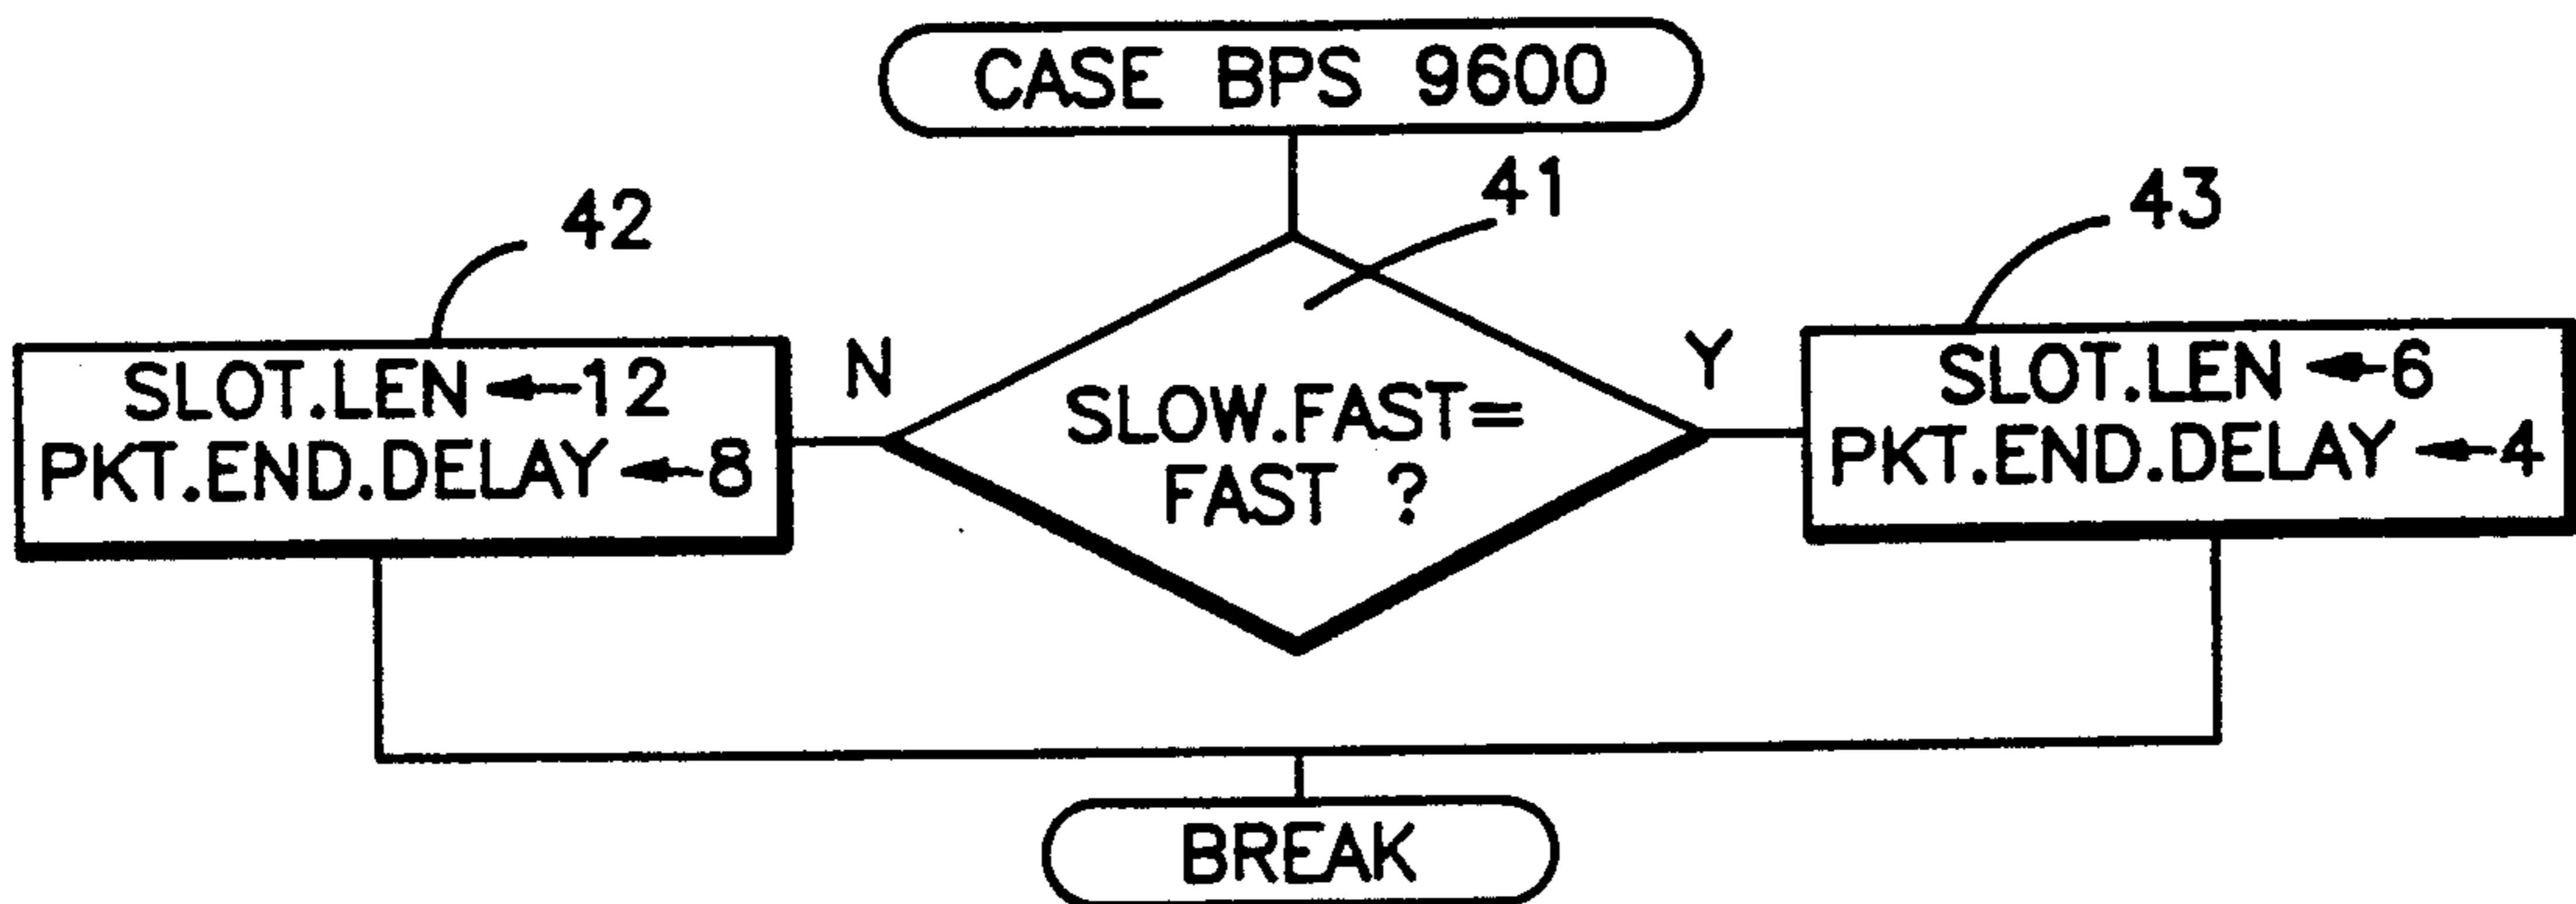 CASE BPS 9600
41
42
43
SLOT.LEN ←12
PKT.END.DELAY ←8
N
SLOW.FAST=
FAST ?
Y
SLOT.LEN ←6
PKT.END.DELAY ←4
BREAK